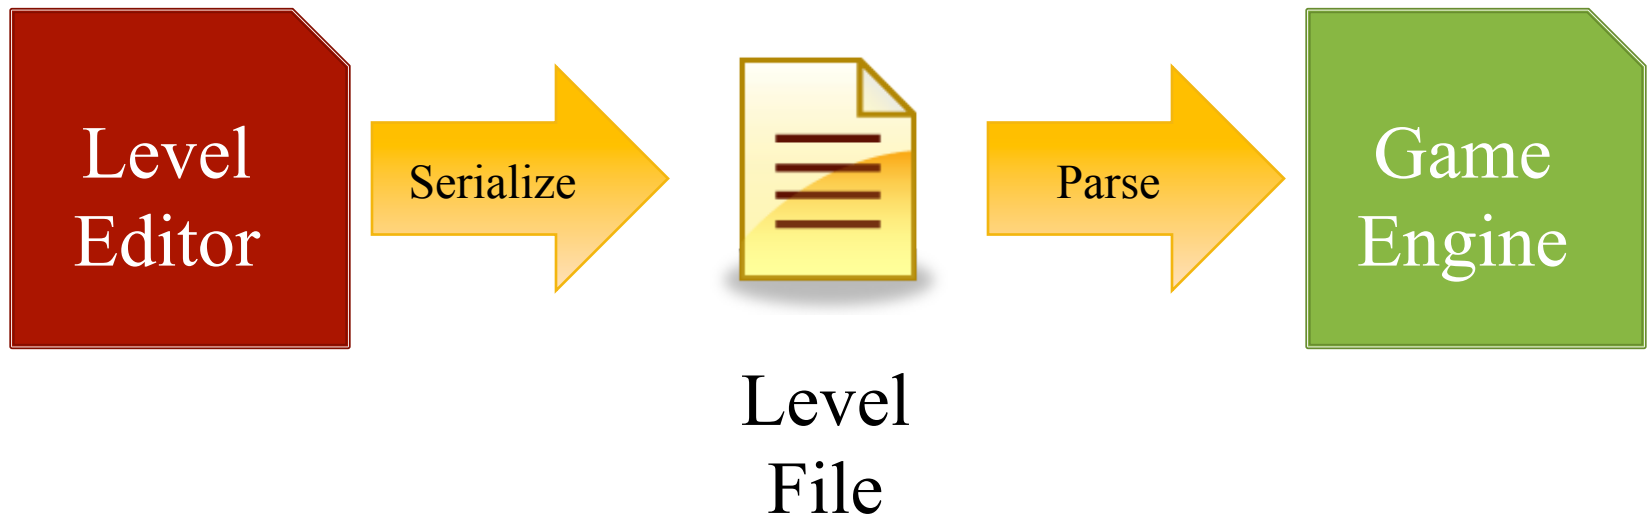 Level
Editor
Serialize
Level
File
Parse
Game
Engine